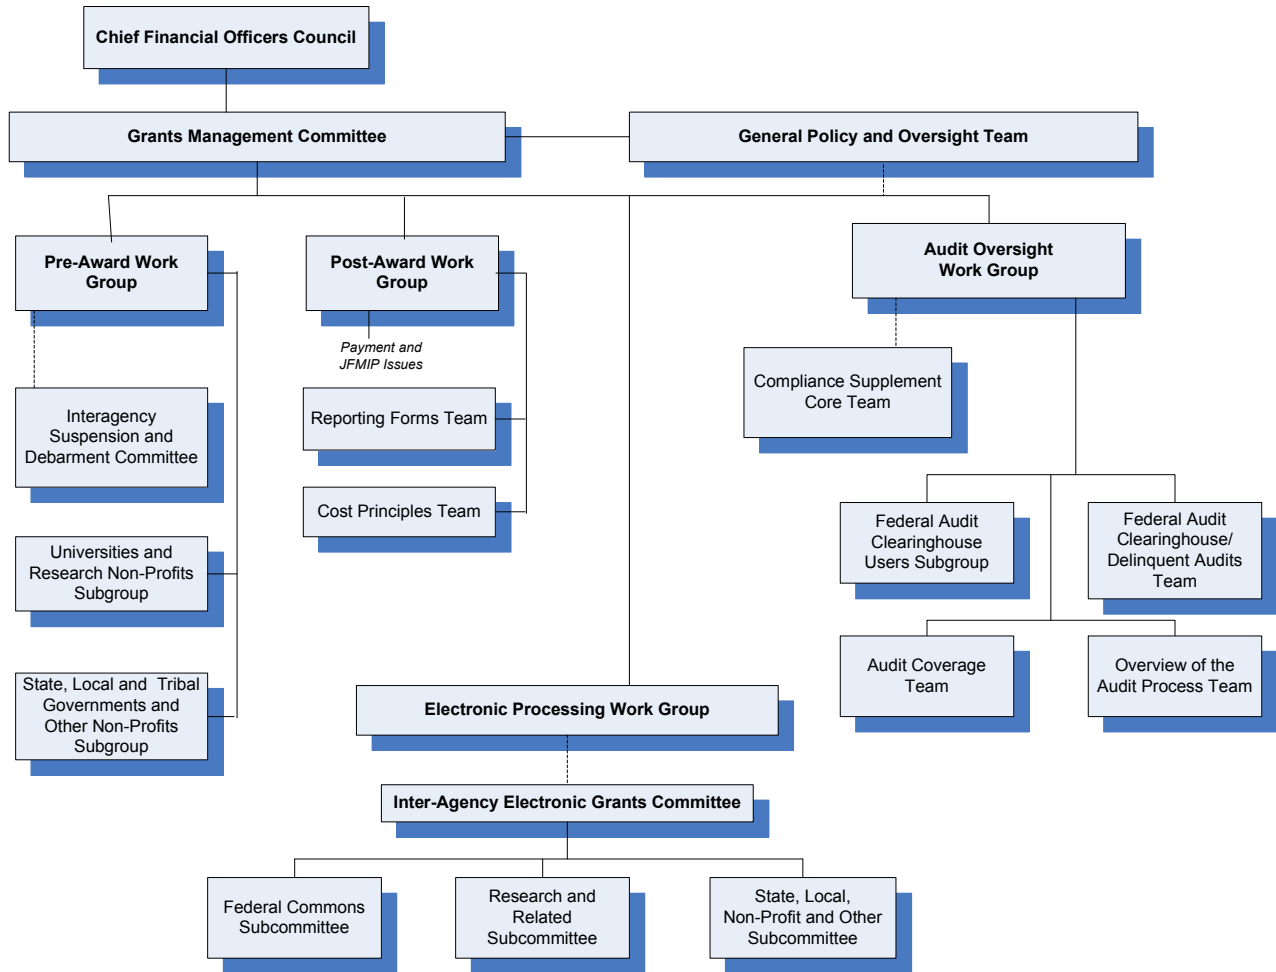 Chief Financial Officers Council
Grants Management Committee
General Policy and Oversight Team
Pre-Award Work
Group
Post-Award Work
Group
Audit Oversight
Work Group
Payment and
JFMIP Issues
Compliance Supplement
Core Team
Interagency
Suspension and
Debarment Committee
Reporting Forms Team
Cost Principles Team
Federal Audit
Clearinghouse
Users Subgroup
Federal Audit
Clearinghouse/
Delinquent Audits
Team
Universities and
Research Non-Profits
Subgroup
Audit Coverage
Team
Overview of the
Audit Process Team
State, Local and Tribal
Governments and
Other Non-Profits
Subgroup
Electronic Processing Work Group
Inter-Agency Electronic Grants Committee
Federal Commons
Subcommittee
Research and
Related
Subcommittee
State, Local,
Non-Profit and Other
Subcommittee